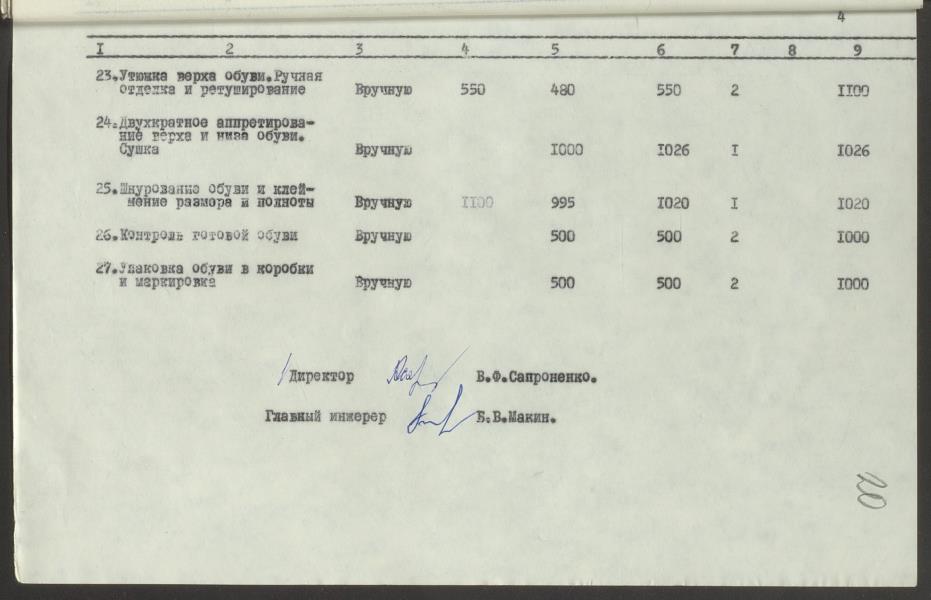 4
I 2 3 4 5 6 7 8 9
23.Утюжка верха обуви.Ручная
отделка и ретуширование Вручную 550 480 550 2 II00
24.Двухкратное аппретирова-
ние верха и низа обуви.
Сушка Вручную I000 I026 I I026
25.Шнурование обуви и клей-
мение размера и полноты Вручную II00 995 I020 I I020
26.Контроль готовой обуви Вручную 500 500 2 I000
27.Упаковка обуви в коробки
и маркировка Вручную 500 500 2 I000
Директор В.Ф.Сапроненко.
Главный инжерер Б.В.Макин.
20